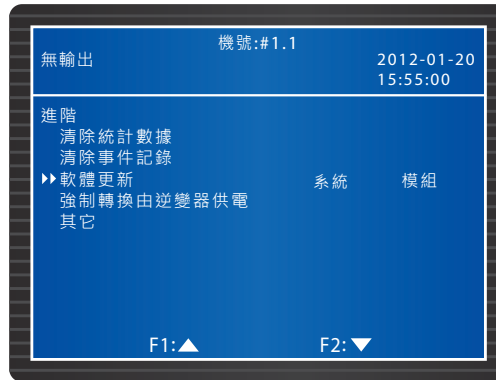 機號:#1.1
無輸出
2012-01-20
15:55:00
進階
清除統計數據
清除事件記錄
軟體更新 系統 模組
強制轉換由逆變器供電
其它
F1:▲ F2:▼